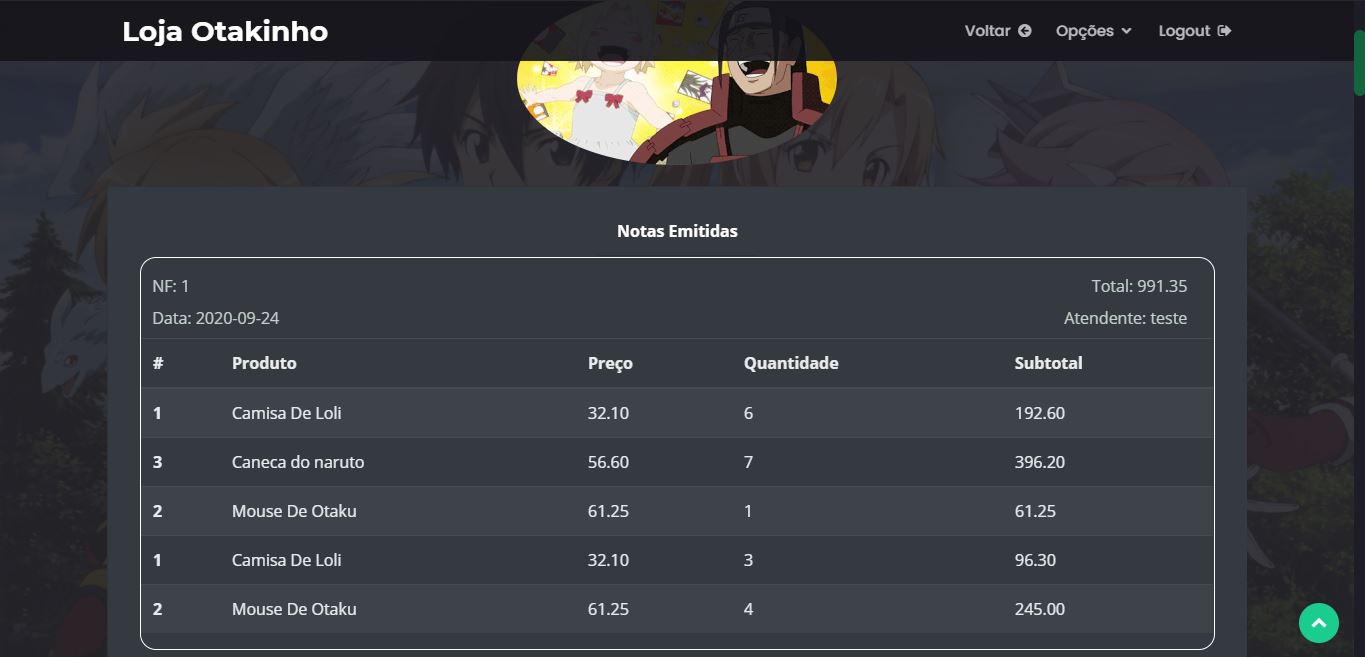 Loja Otakinho Voltar Opções Logout
Notas Emitidas
NF: 1 Total: 991.35
Data: 2020-09-24 Atendente: teste
# Produto Preço Quantidade Subtotal
1 Camisa De Loli 32.10 6 192.60
3 Caneca do naruto 56.60 7 396.20
2 Mouse De Otaku 61.25 1 61.25
1 Camisa De Loli 32.10 3 96.30
2 Mouse De Otaku 61.25 4 245.00